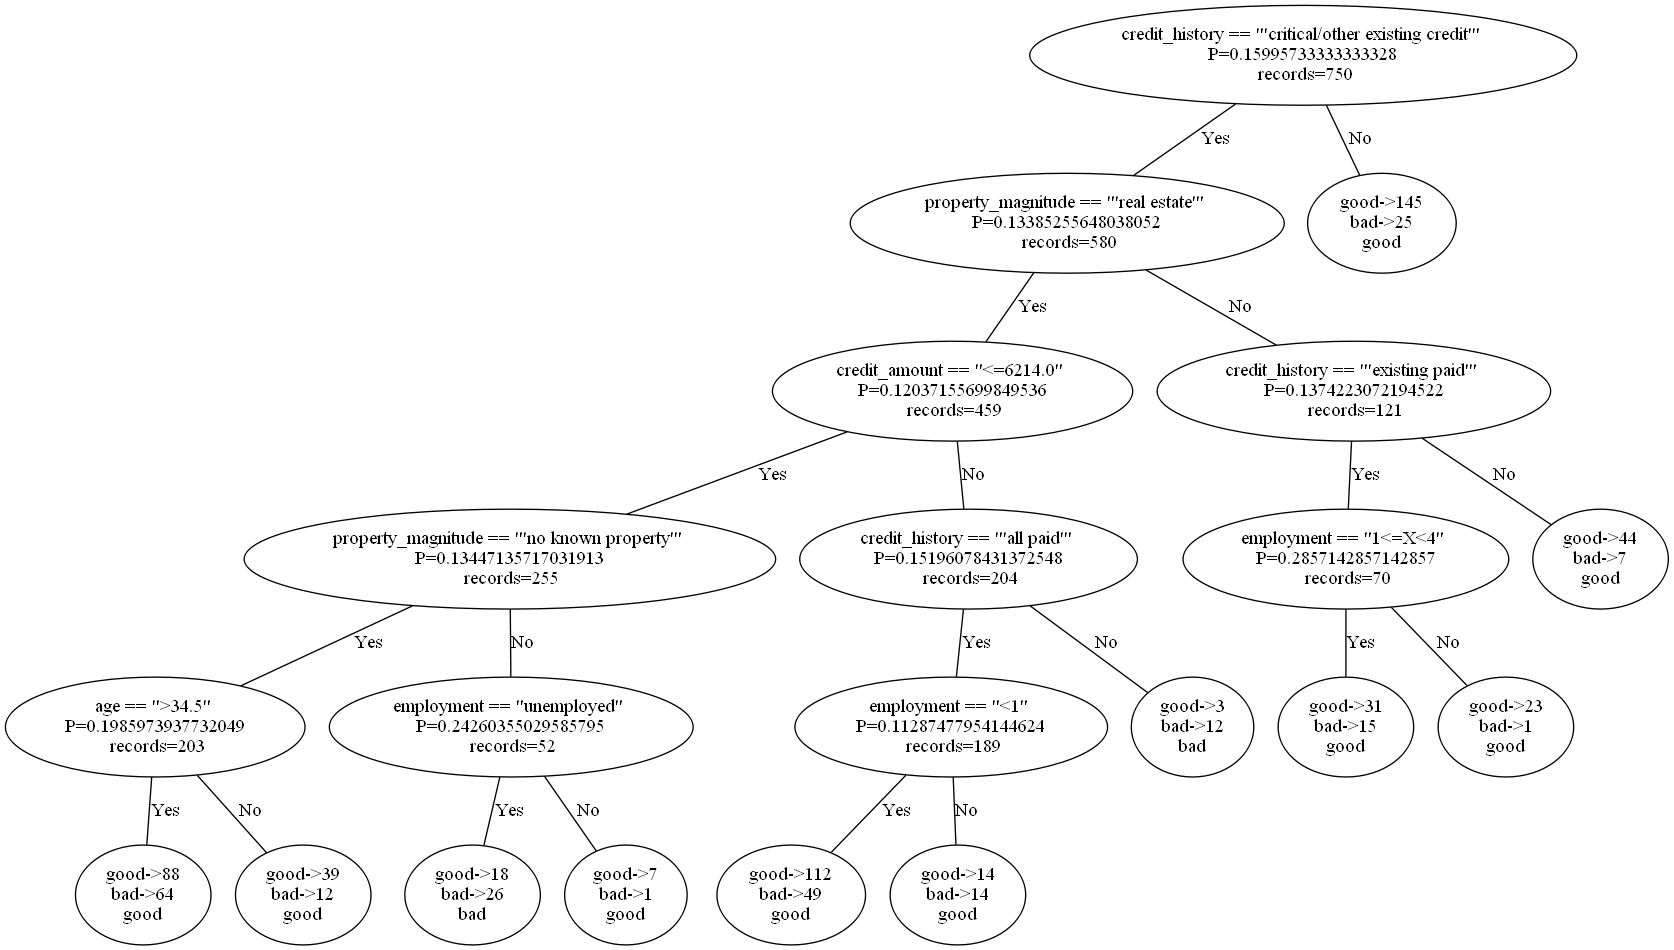 credit_history == "'critical/other existing credit'"
P=0.15995733333333328
records=750
Yes
No
property_magnitude == "'real estate'"
P=0.13385255648038052
records=580
good->145
bad->25
good
Yes
No
credit_amount == "<=6214.0"
P=0.12037155699849536
records=459
credit_history == "'existing paid'"
P=0.1374223072194522
records=121
Yes
No
Yes
No
property_magnitude == "'no known property'"
P=0.13447135717031913
records=255
credit_history == "'all paid'"
P=0.15196078431372548
records=204
employment == "1<=X<4"
P=0.2857142857142857
records=70
good->44
bad->7
good
Yes
No
Yes
No
Yes
No
age == ">34.5"
P=0.1985973937732049
records=203
employment == "unemployed"
P=0.24260355029585795
records=52
employment == "<1"
P=0.11287477954144624
records=189
good->3
bad->12
bad
good->31
bad->15
good
good->23
bad->1
good
Yes
No
Yes
No
Yes
No
good->88
bad->64
good
good->39
bad->12
good
good->18
bad->26
bad
good->7
bad->1
good
good->112
bad->49
good
good->14
bad->14
good